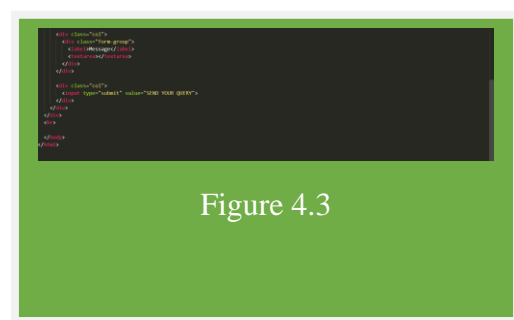 <div class="col">
<div class="form-group">
<label>Message</label>
<textarea></textarea>
</div>
</div>
<div class="col">
<input type="submit" value="SEND YOUR QUERY">
</div>
</div>
</div>
<br>
</body>
</html>
Figure 4.3